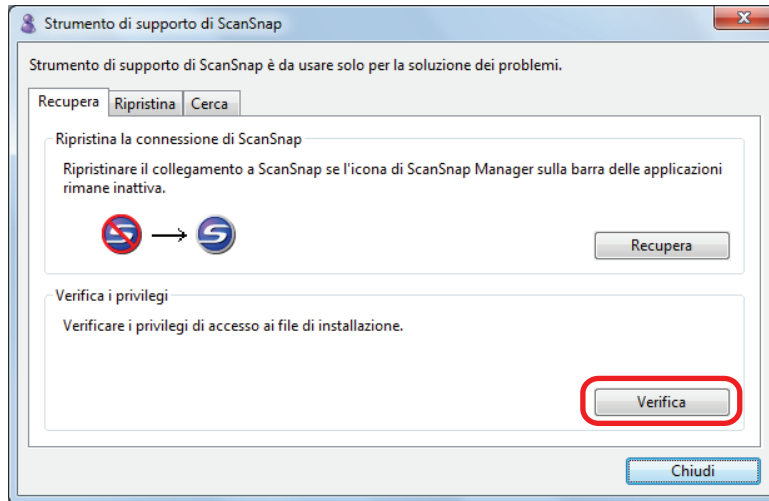 Strumento di supporto di ScanSnap
Strumento di supporto di ScanSnap è da usare solo per la soluzione dei problemi.
Recupera Ripristina Cerca
Ripristina la connessione di ScanSnap
Ripristinare il collegamento a ScanSnap se l'icona di ScanSnap Manager sulla barra delle applicazioni
rimane inattiva.
Recupera
Verifica i privilegi
Verificare i privilegi di accesso ai file di installazione.
Verifica
Chiudi